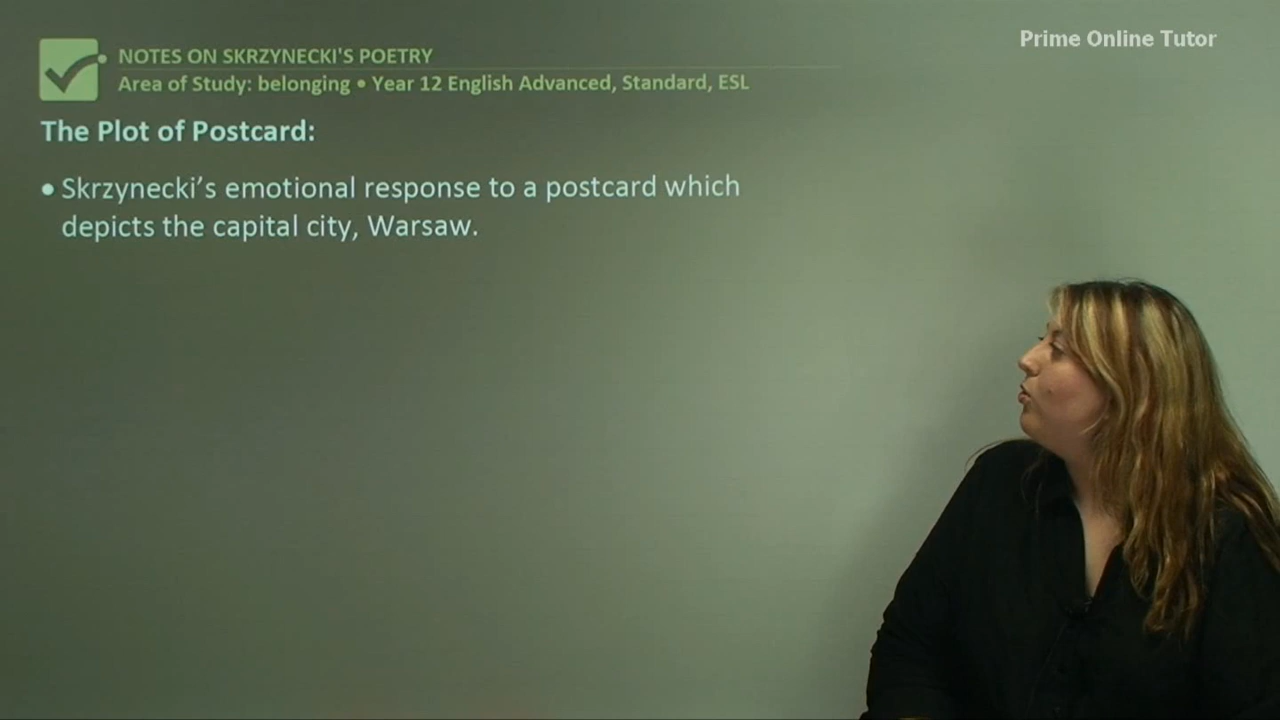 Prime Online Tutor
NOTES ON SKRZYNECKI'S POETRY
Area of Study: belonging • Year 12 English Advanced, Standard, ESL
The Plot of Postcard:
• Skrzynecki’s emotional response to a postcard which
depicts the capital city, Warsaw.